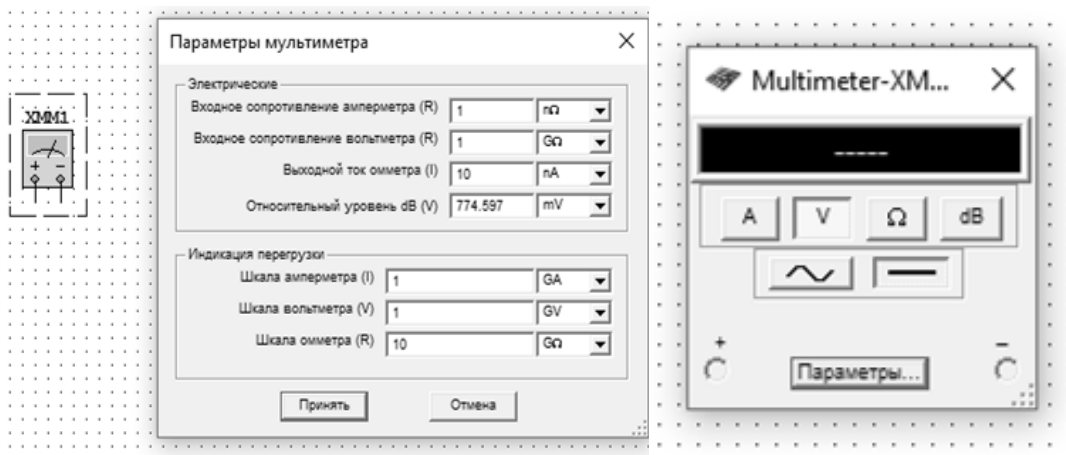 XMM1
+ −
Параметры мультиметра
Электрические
Входное сопротивление амперметра (R) 1 nΩ
Входное сопротивление вольтметра (R) 1 GΩ
Выходной ток омметра (I) 10 nA
Относительный уровень dB (V) 774.597 mV
Индикация перегрузки
Шкала амперметра (I) 1 GA
Шкала вольтметра (V) 1 GV
Шкала омметра (R) 10 GΩ
Принять Отмена
Multimeter-XM...
-----
A V Ω dB
+ −
Параметры...